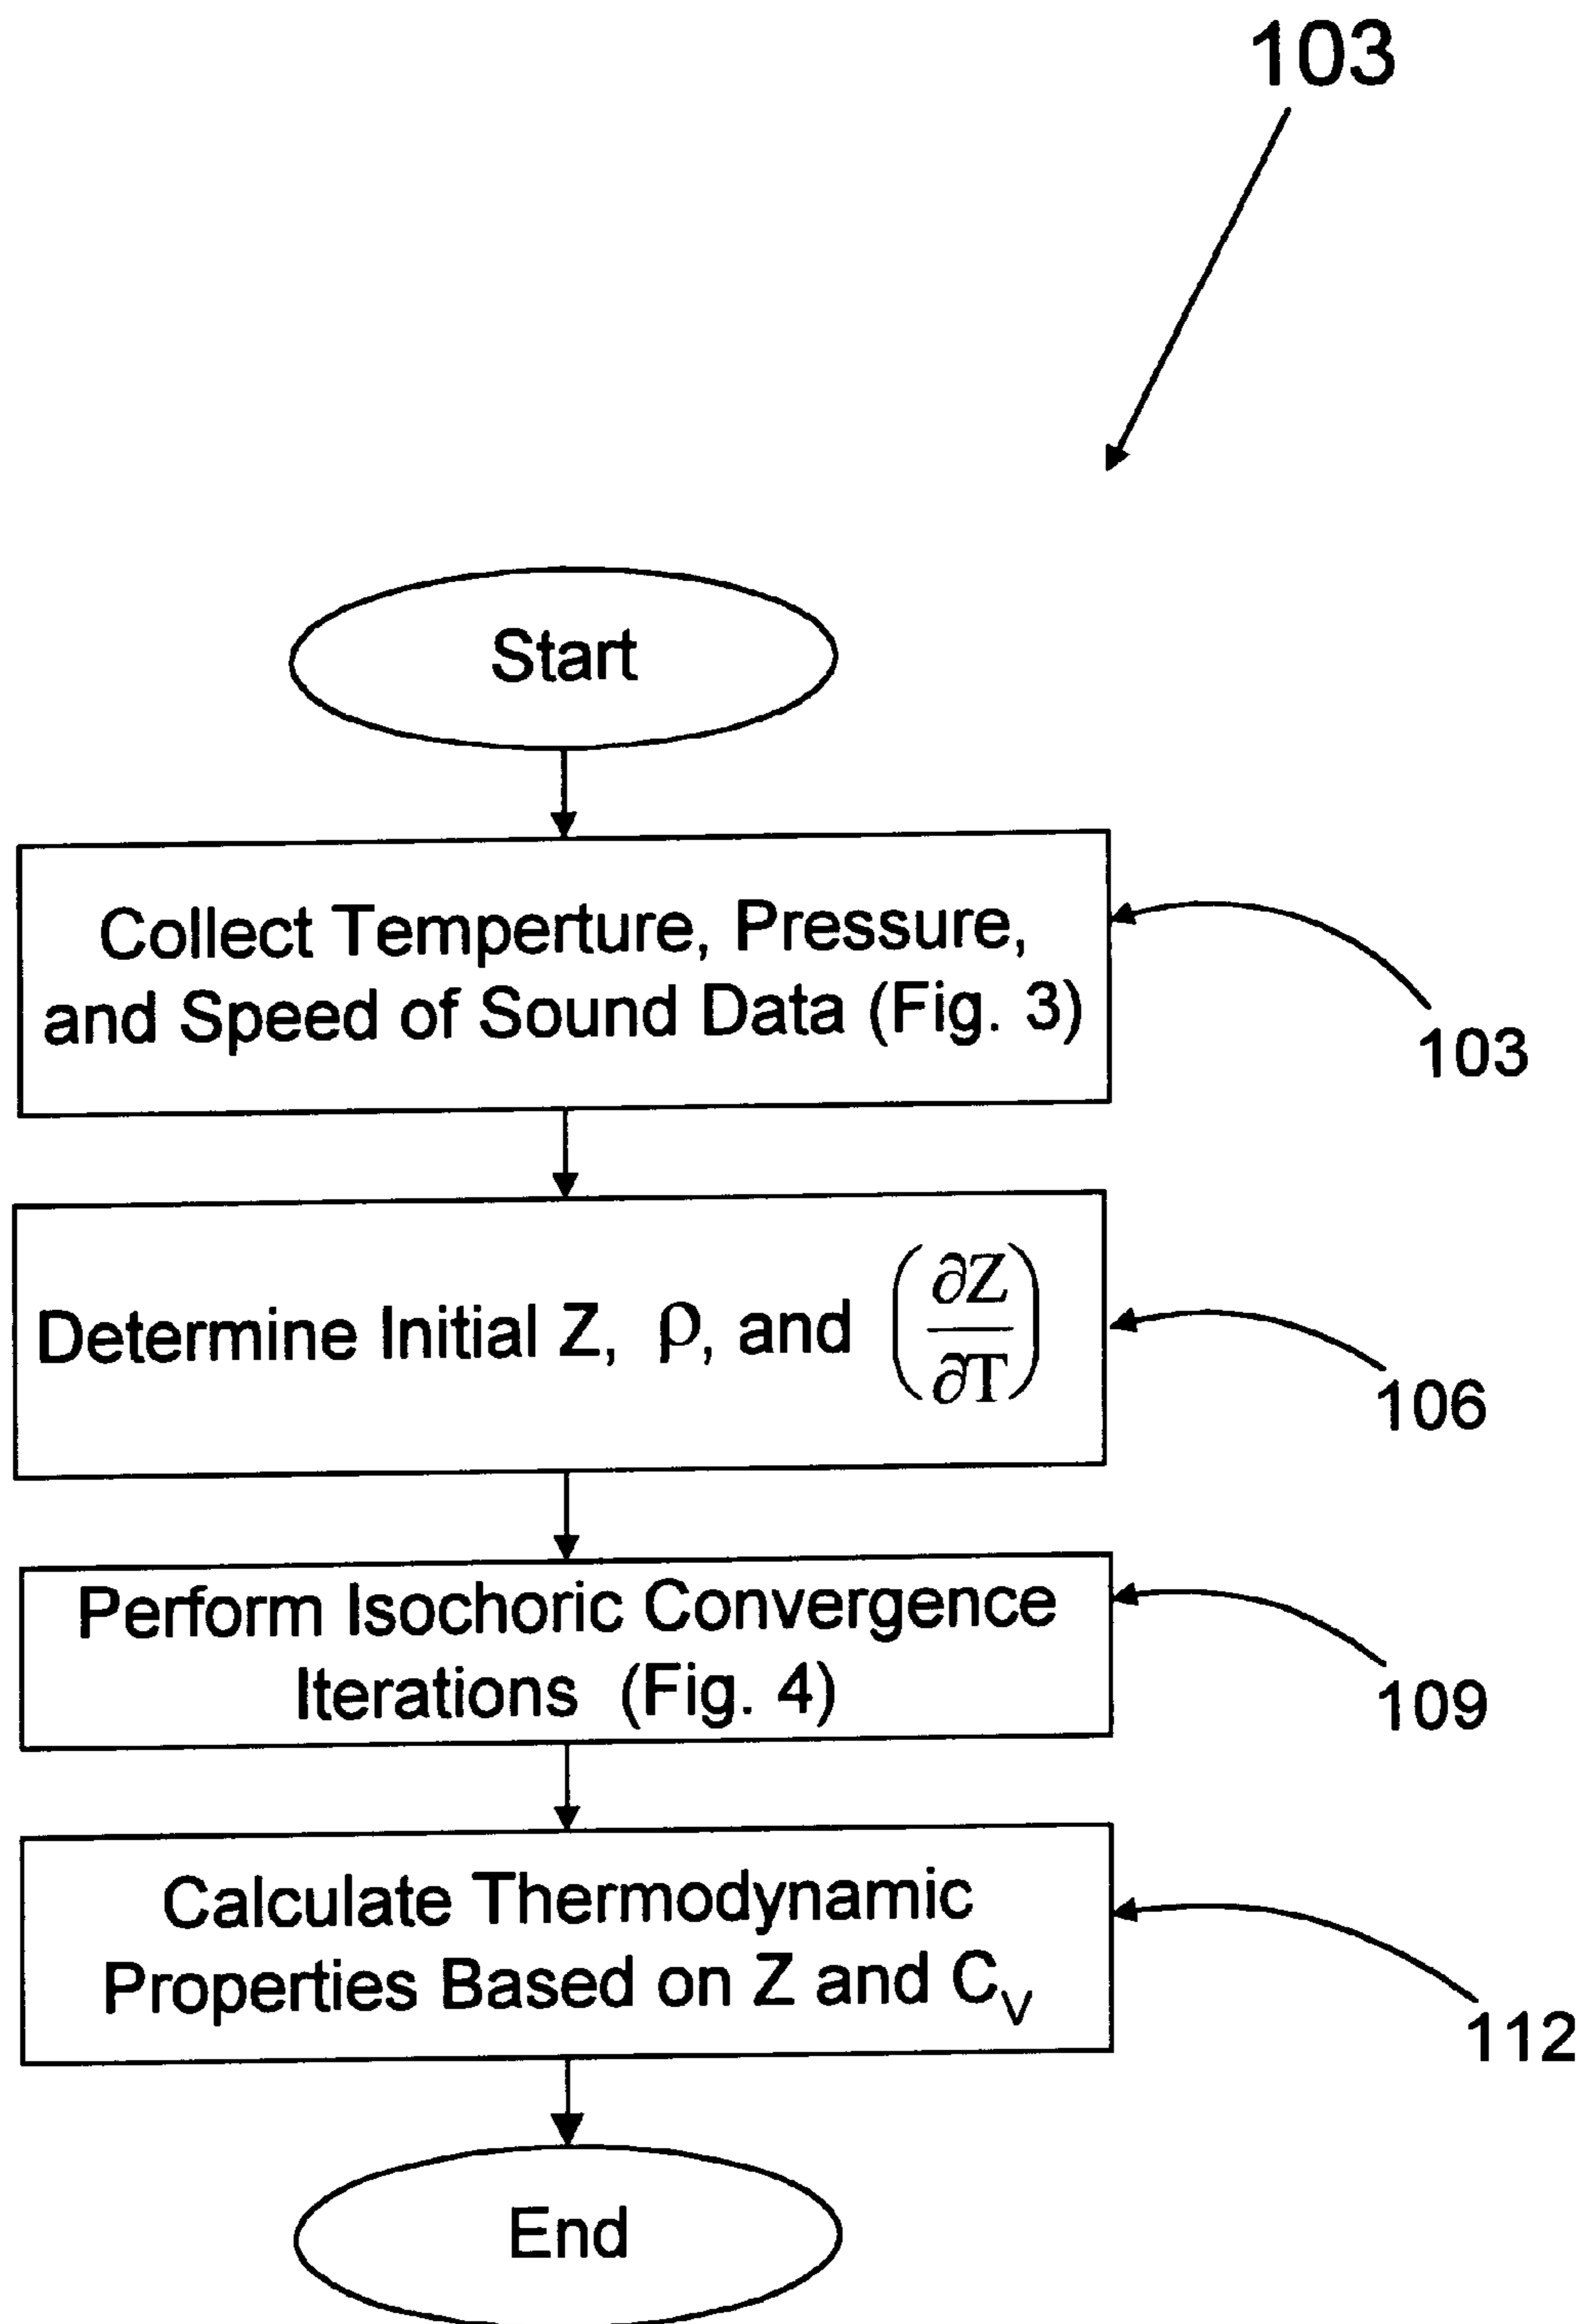 103
Start
Collect Temperture, Pressure,
and Speed of Sound Data (Fig. 3)
103
Determine Initial Z, ρ, and (∂Z/∂T)
106
Perform Isochoric Convergence
Iterations (Fig. 4)
109
Calculate Thermodynamic
Properties Based on Z and C_V
112
End